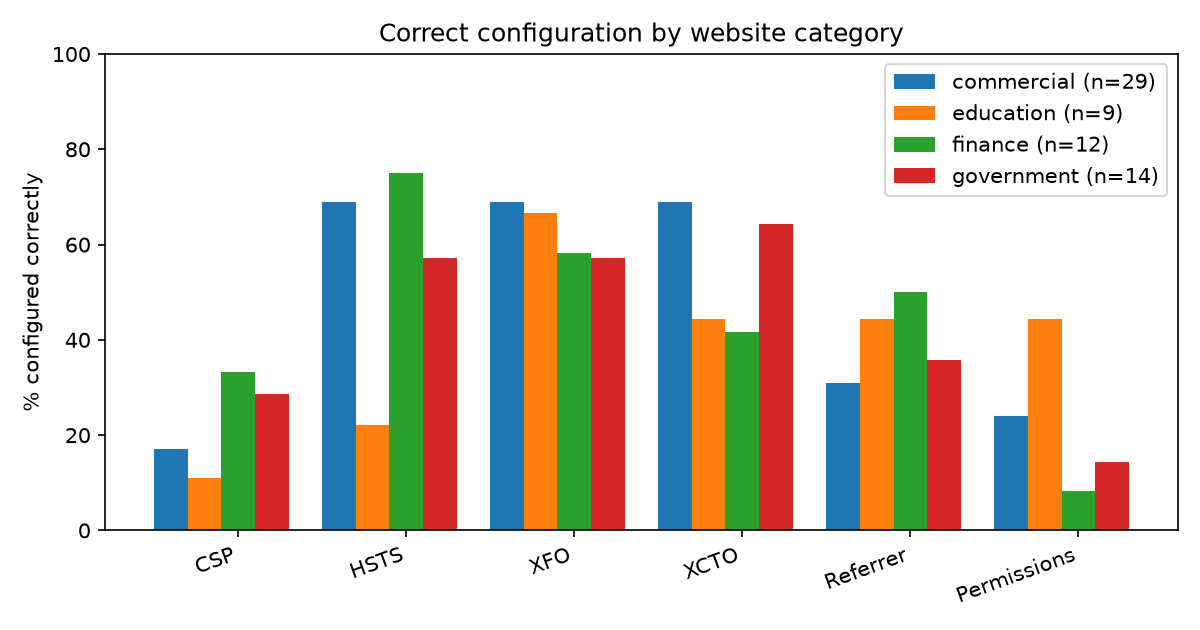 Correct configuration by website category
% configured correctly
100
80
60
40
20
0
commercial (n=29)
education (n=9)
finance (n=12)
government (n=14)
CSP
HSTS
XFO
XCTO
Referrer
Permissions